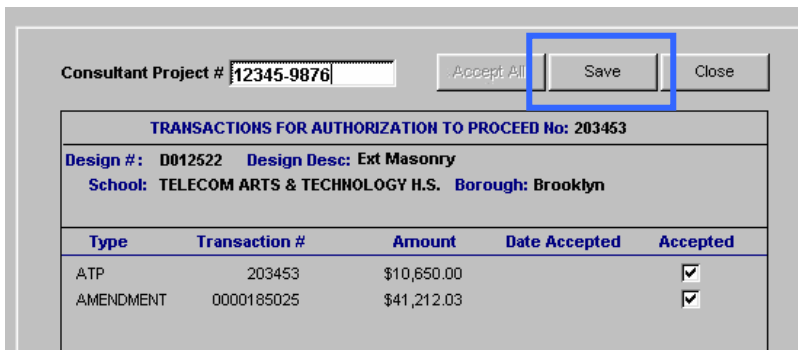 Consultant Project # 12345-9876 Accept All Save Close
TRANSACTIONS FOR AUTHORIZATION TO PROCEED No: 203453
Design #: D012522 Design Desc: Ext Masonry
School: TELECOM ARTS & TECHNOLOGY H.S. Borough: Brooklyn
Type Transaction # Amount Date Accepted Accepted
ATP 203453 $10,650.00
AMENDMENT 0000185025 $41,212.03